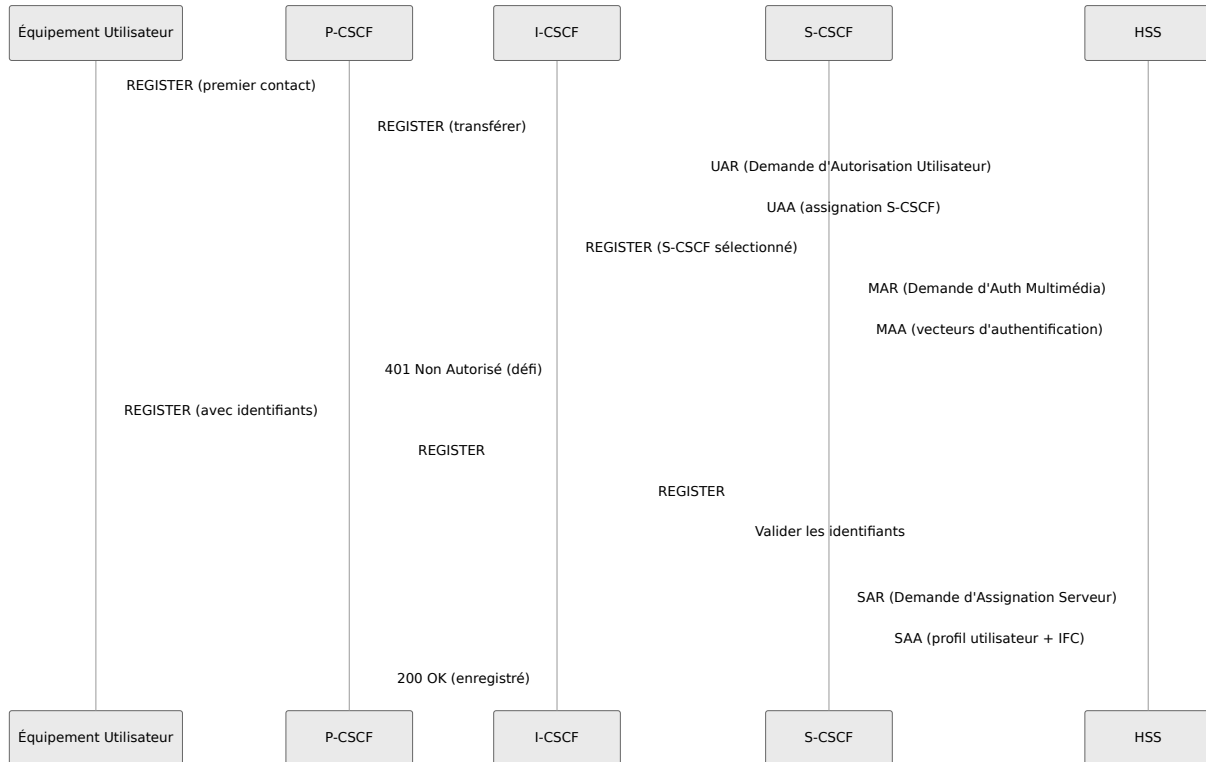 Équipement Utilisateur
P-CSCF
I-CSCF
S-CSCF
HSS
REGISTER (premier contact)
REGISTER (transférer)
UAR (Demande d'Autorisation Utilisateur)
UAA (assignation S-CSCF)
REGISTER (S-CSCF sélectionné)
MAR (Demande d'Auth Multimédia)
MAA (vecteurs d'authentification)
401 Non Autorisé (défi)
REGISTER (avec identifiants)
REGISTER
REGISTER
Valider les identifiants
SAR (Demande d'Assignation Serveur)
SAA (profil utilisateur + IFC)
200 OK (enregistré)
Équipement Utilisateur
P-CSCF
I-CSCF
S-CSCF
HSS